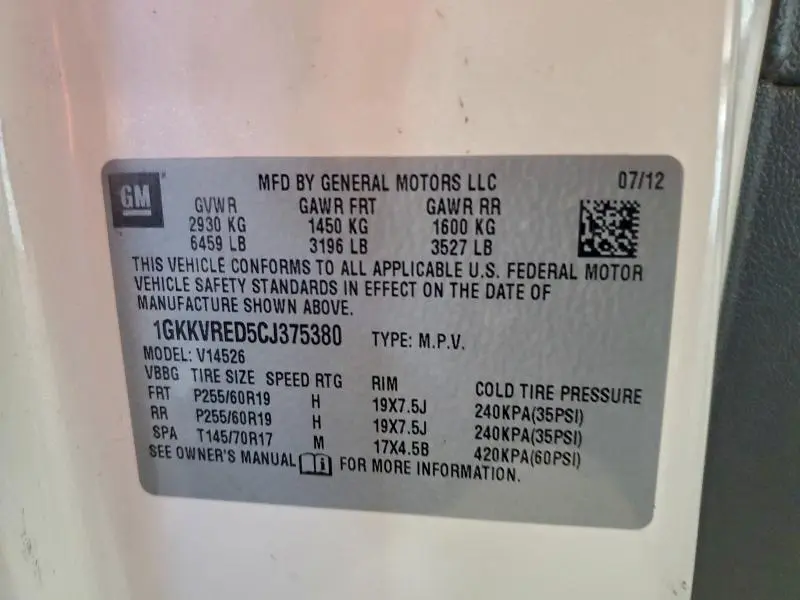 GM MFD BY GENERAL MOTORS LLC 07/12
GVWR GAWR FRT GAWR RR
2930 KG 1450 KG 1600 KG
6459 LB 3196 LB 3527 LB
THIS VEHICLE CONFORMS TO ALL APPLICABLE U.S. FEDERAL MOTOR
VEHICLE SAFETY STANDARDS IN EFFECT ON THE DATE OF
MANUFACTURE SHOWN ABOVE.
1GKKVRED5CJ375380 TYPE: M.P.V.
MODEL: V14526
VBBG TIRE SIZE SPEED RTG RIM COLD TIRE PRESSURE
FRT P255/60R19 H 19X7.5J 240KPA(35PSI)
RR P255/60R19 H 19X7.5J 240KPA(35PSI)
SPA T145/70R17 M 17X4.5B 420KPA(60PSI)
SEE OWNER'S MANUAL i FOR MORE INFORMATION.